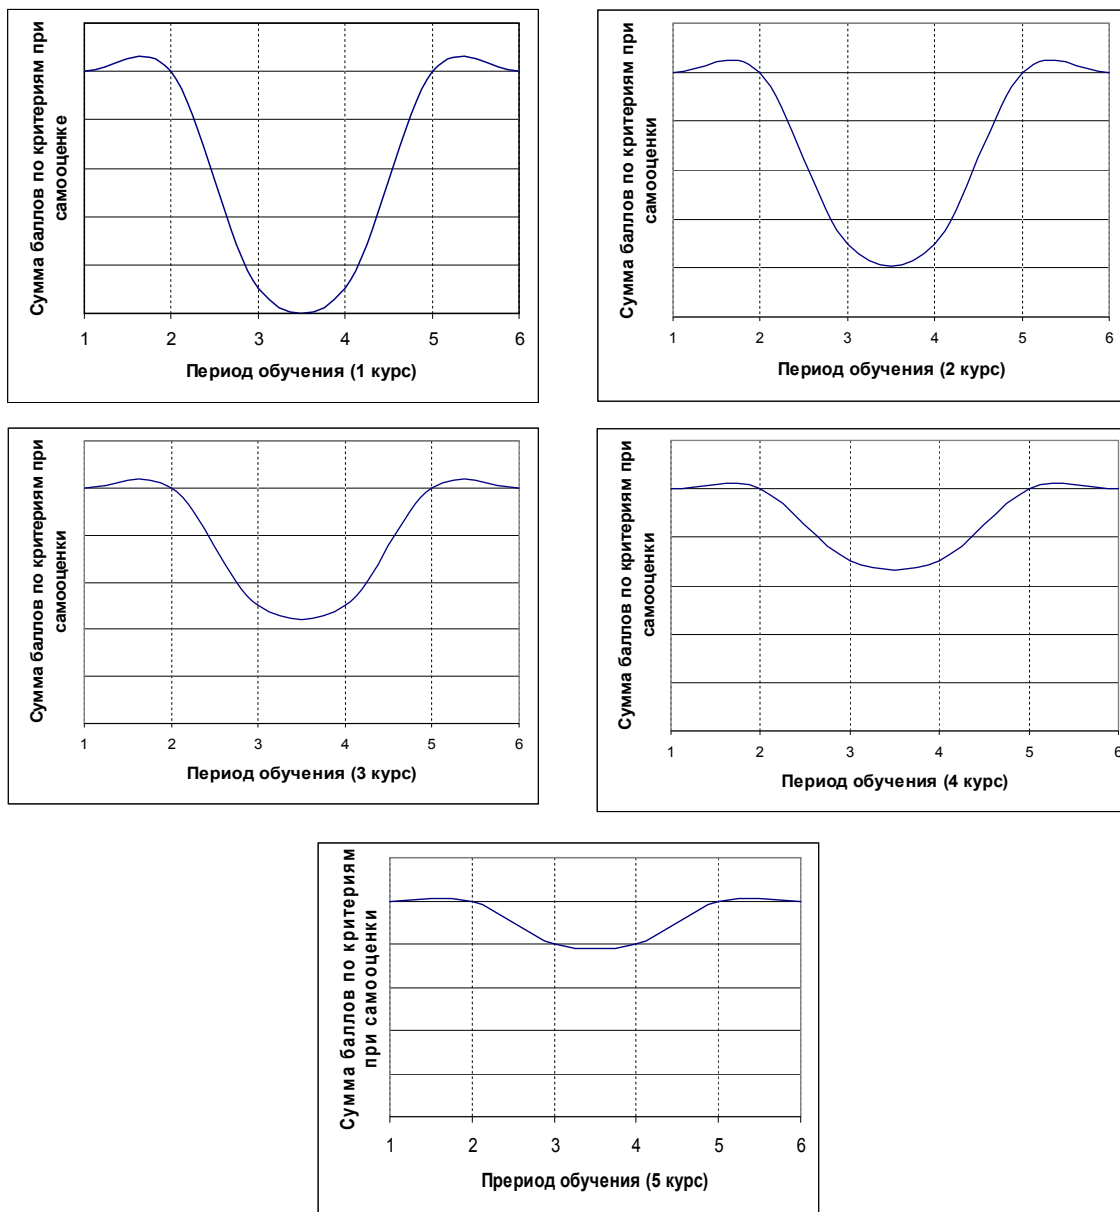 Сумма баллов по критериям при
самооценке
1 2 3 4 5 6
Период обучения (1 курс)
Сумма баллов по критериям при
самооценки
1 2 3 4 5 6
Период обучения (2 курс)
Сумма баллов по критериям при
самооценки
1 2 3 4 5 6
Период обучения (3 курс)
Сумма баллов по критериям при
самооценки
1 2 3 4 5 6
Период обучения (4 курс)
Сумма баллов по критериям
при самооценки
1 2 3 4 5 6
Прериод обучения (5 курс)